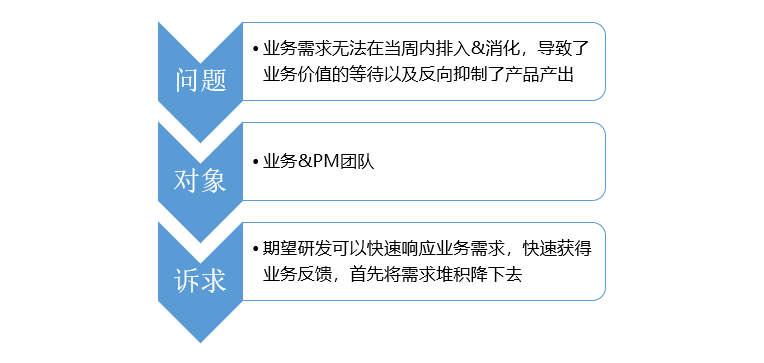 问题
• 业务需求无法在当周内排入&消化，导致了
业务价值的等待以及反向抑制了产品产出
对象
• 业务&PM团队
诉求
• 期望研发可以快速响应业务需求，快速获得
业务反馈，首先将需求堆积降下去